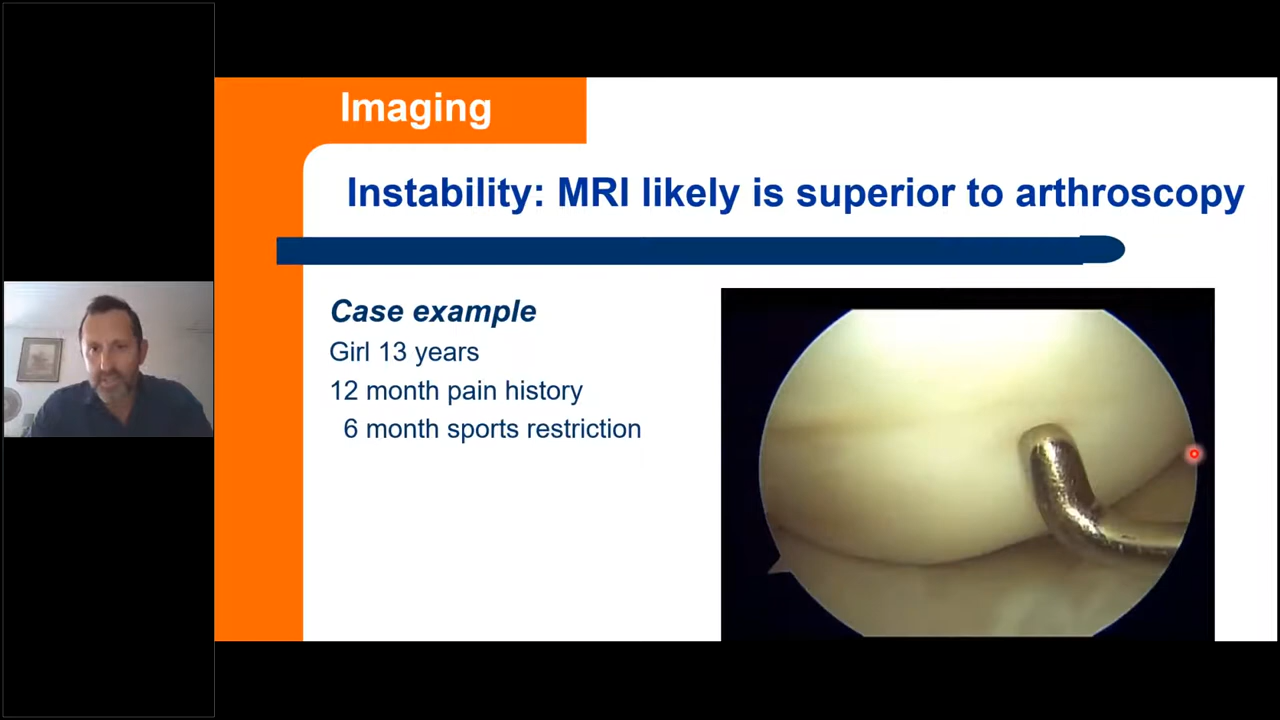 Imaging
Instability: MRI likely is superior to arthroscopy
Case example
Girl 13 years
12 month pain history
6 month sports restriction